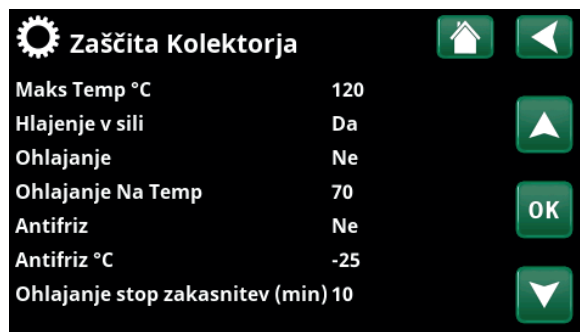 Zaščita Kolektorja
Maks Temp °C 120
Hlajenje v sili Da
Ohlajanje Ne
Ohlajanje Na Temp 70
Antifriz Ne
Antifriz °C -25
Ohlajanje stop zakasnitev (min) 10
OK